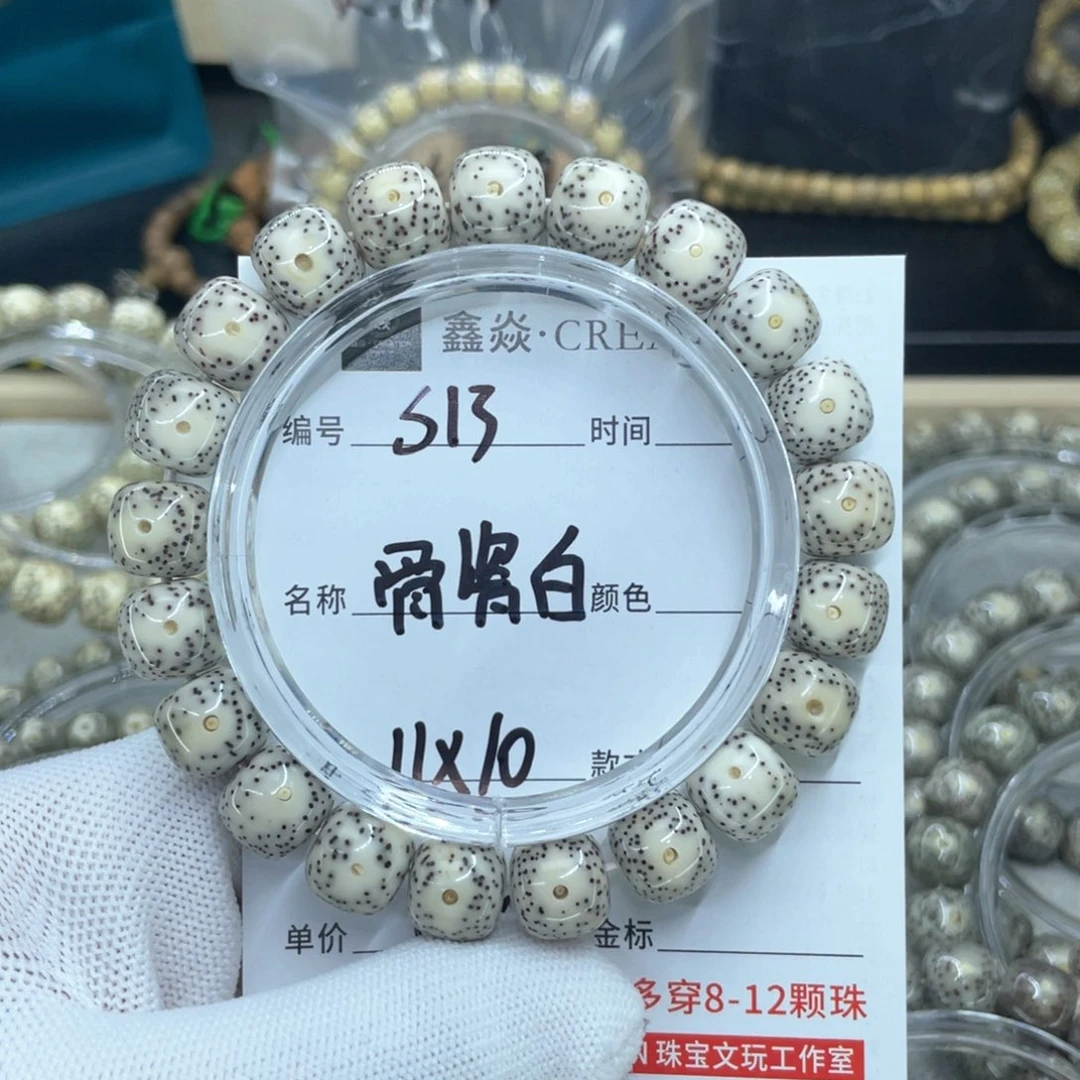 鑫焱·CREA
编号 S13 时间
名称 骨瓷白 颜色
11X10 款
单价 金标
多穿8-12颗珠
N 珠宝文玩工作室